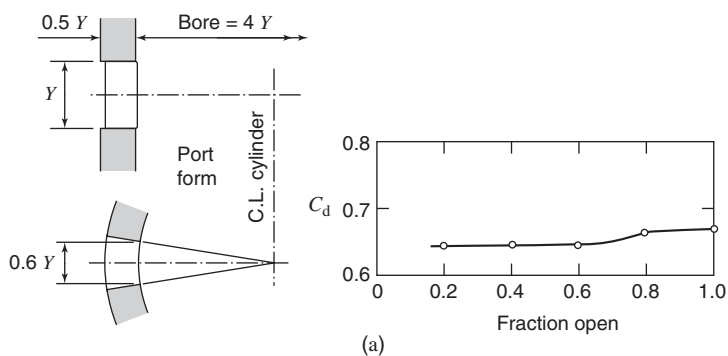 0.5 Y
Bore = 4 Y
Y
Port
form
C.L. cylinder
0.6 Y
0.8
0.7
0.6
C_d
0 0.2 0.4 0.6 0.8 1.0
Fraction open
(a)